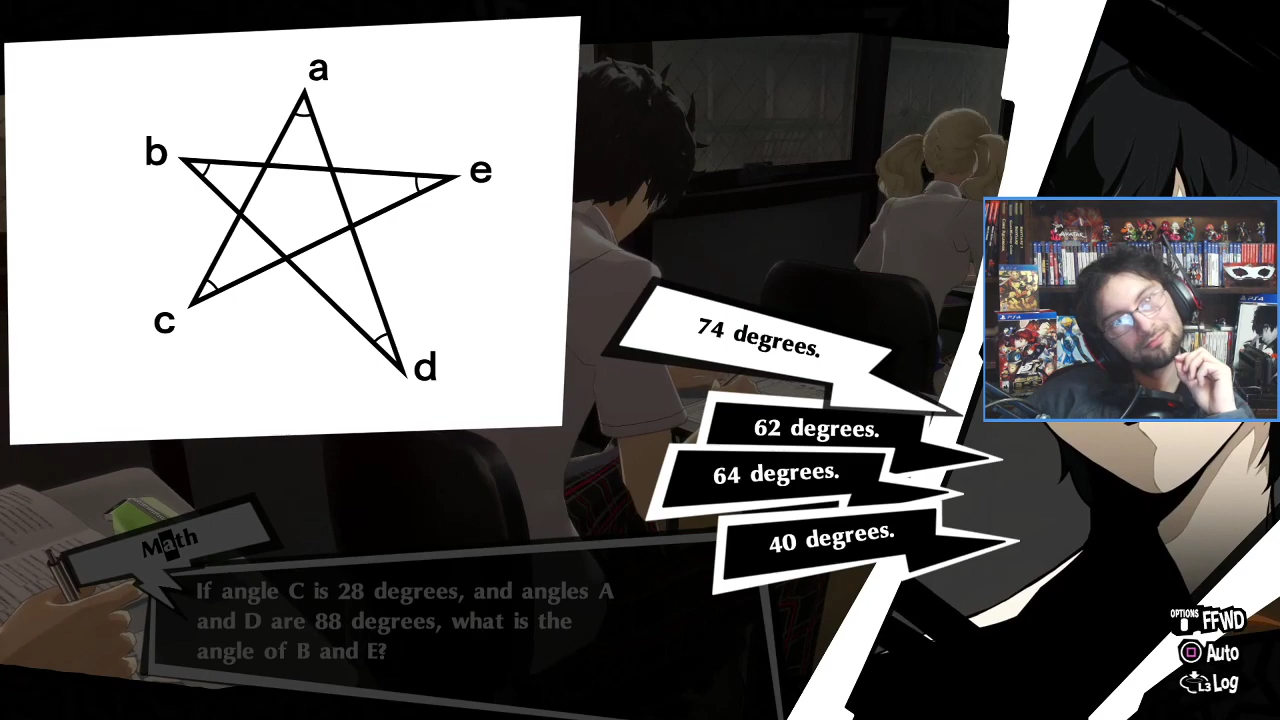 a
b
e
c
d
74 degrees.
62 degrees.
64 degrees.
40 degrees.
Math
If angle C is 28 degrees, and angles A
and D are 88 degrees, what is the
angle of B and E?
OPTIONS FFWD
Auto
L3 Log